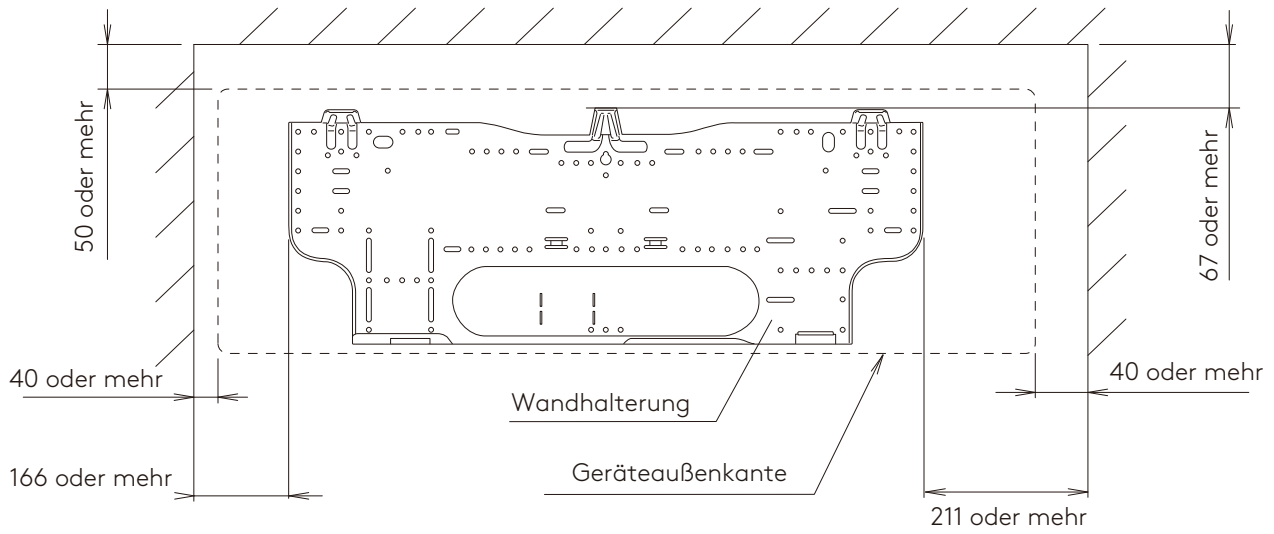 50 oder mehr
67 oder mehr
40 oder mehr
40 oder mehr
Wandhalterung
166 oder mehr
Geräteaußenkante
211 oder mehr